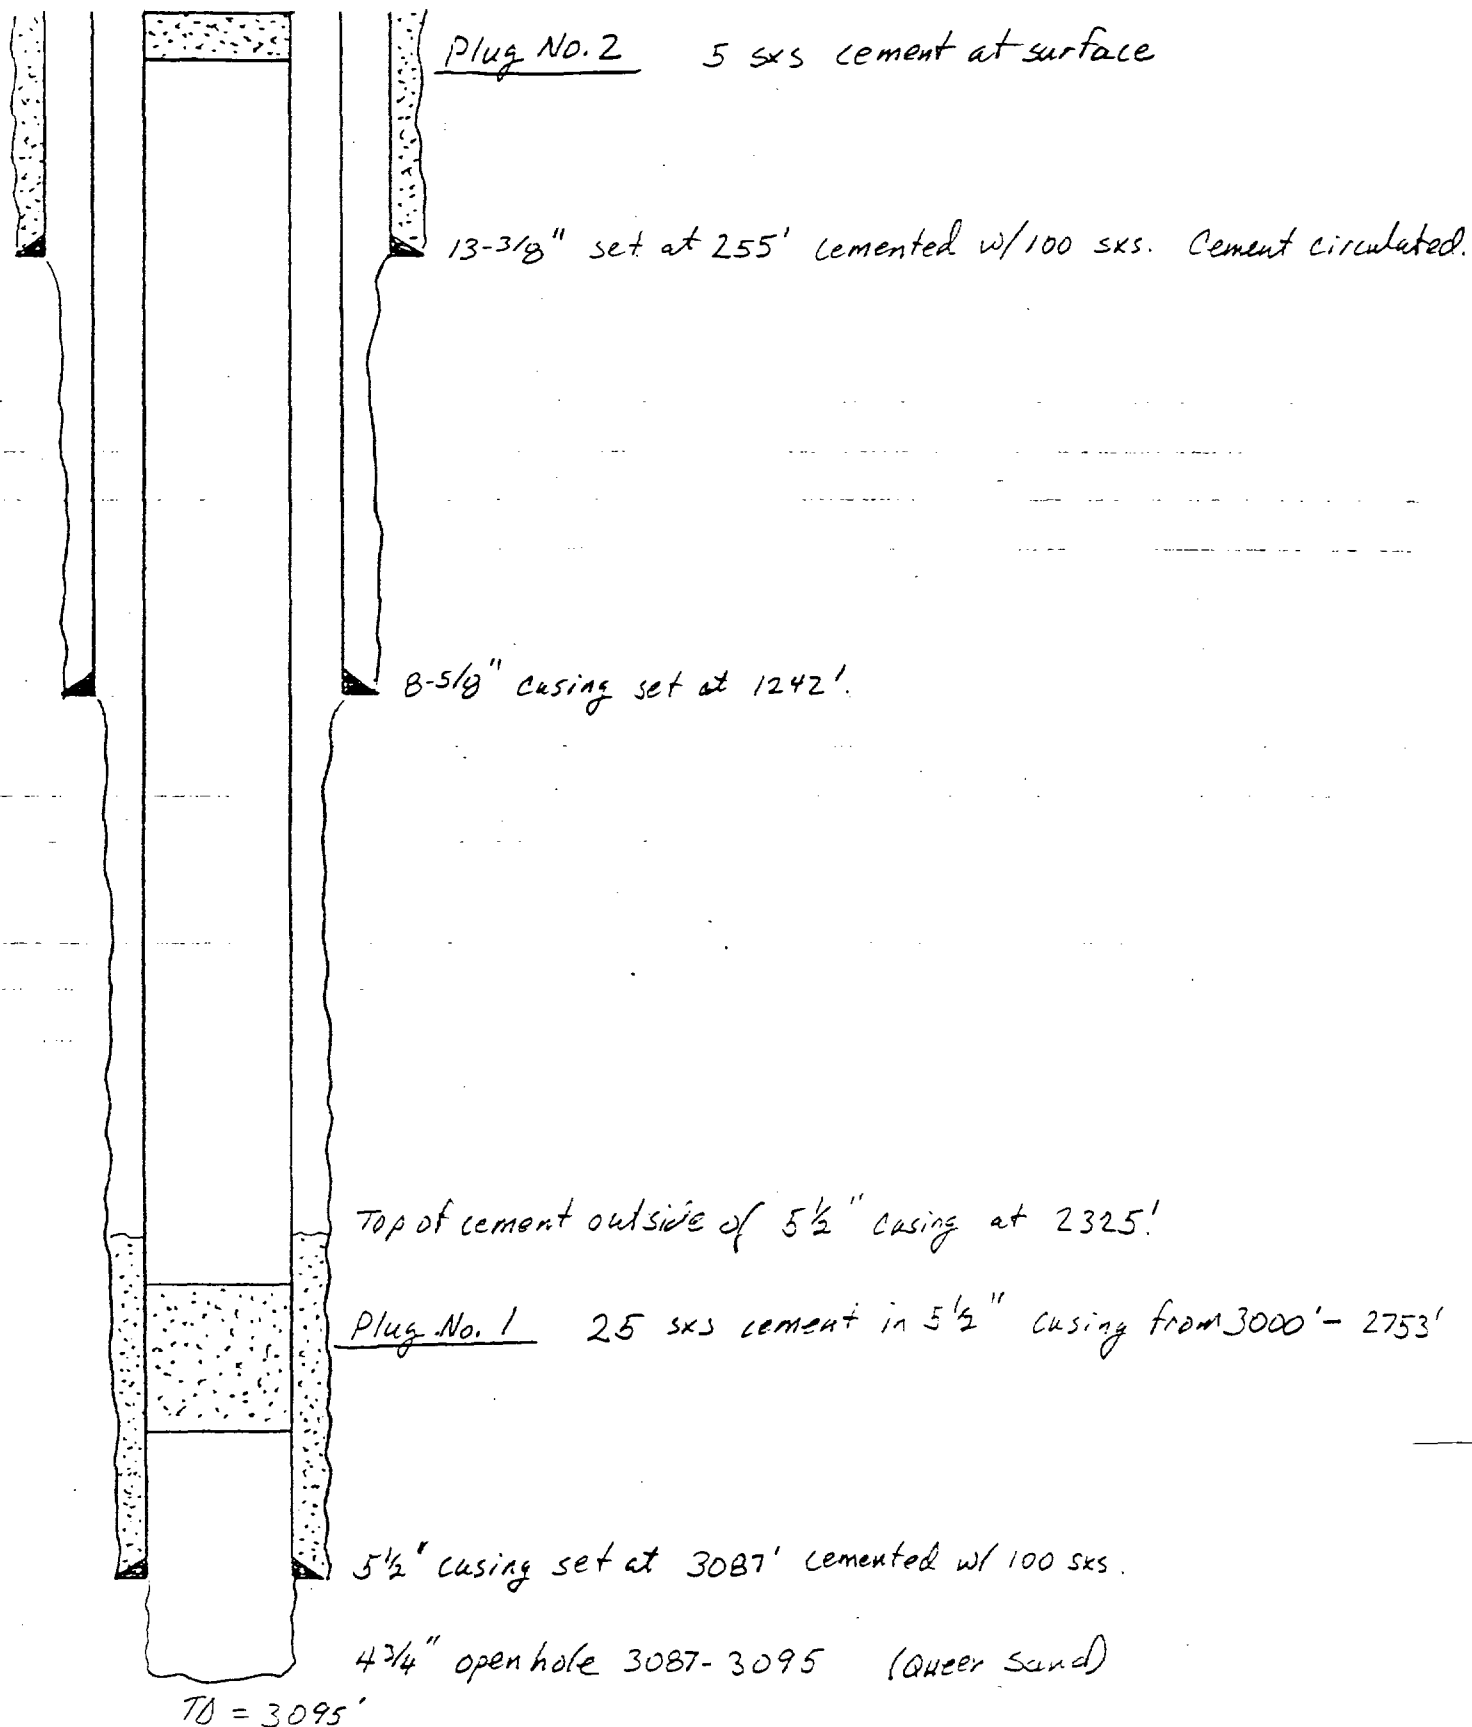 Plug No. 2 5 sxs cement at surface
13-3/8" set at 255' cemented w/100 sxs. Cement circulated.
8-5/8" casing set at 1242'.
Top of cement outside of 5½" casing at 2325'
Plug No. 1 25 sxs cement in 5½" casing from 3000' - 2753'
5½" casing set at 3087' cemented w/ 100 sxs.
4¾" open hole 3087-3095 (Queer Sand)
TD = 3095'